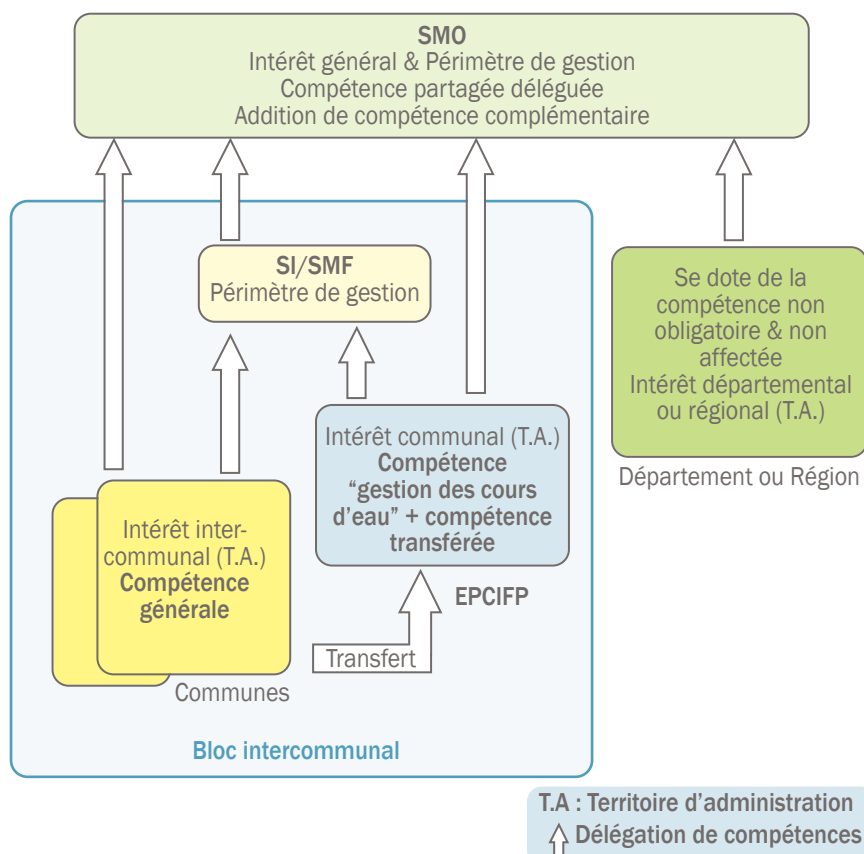 SMO
Intérêt général & Périmètre de gestion
Compétence partagée déléguée
Addition de compétence complémentaire
SI/SMF
Périmètre de gestion
Se dote de la
compétence non
obligatoire & non
affectée
Intérêt départemental
ou régional (T.A.)
Département ou Région
Intérêt communal (T.A.)
Compétence
“gestion des cours
d’eau” + compétence
transférée
EPCIFP
Intérêt inter-
communal (T.A.)
Compétence
générale
Transfert
Communes
Bloc intercommunal
T.A : Territoire d’administration
Délégation de compétences